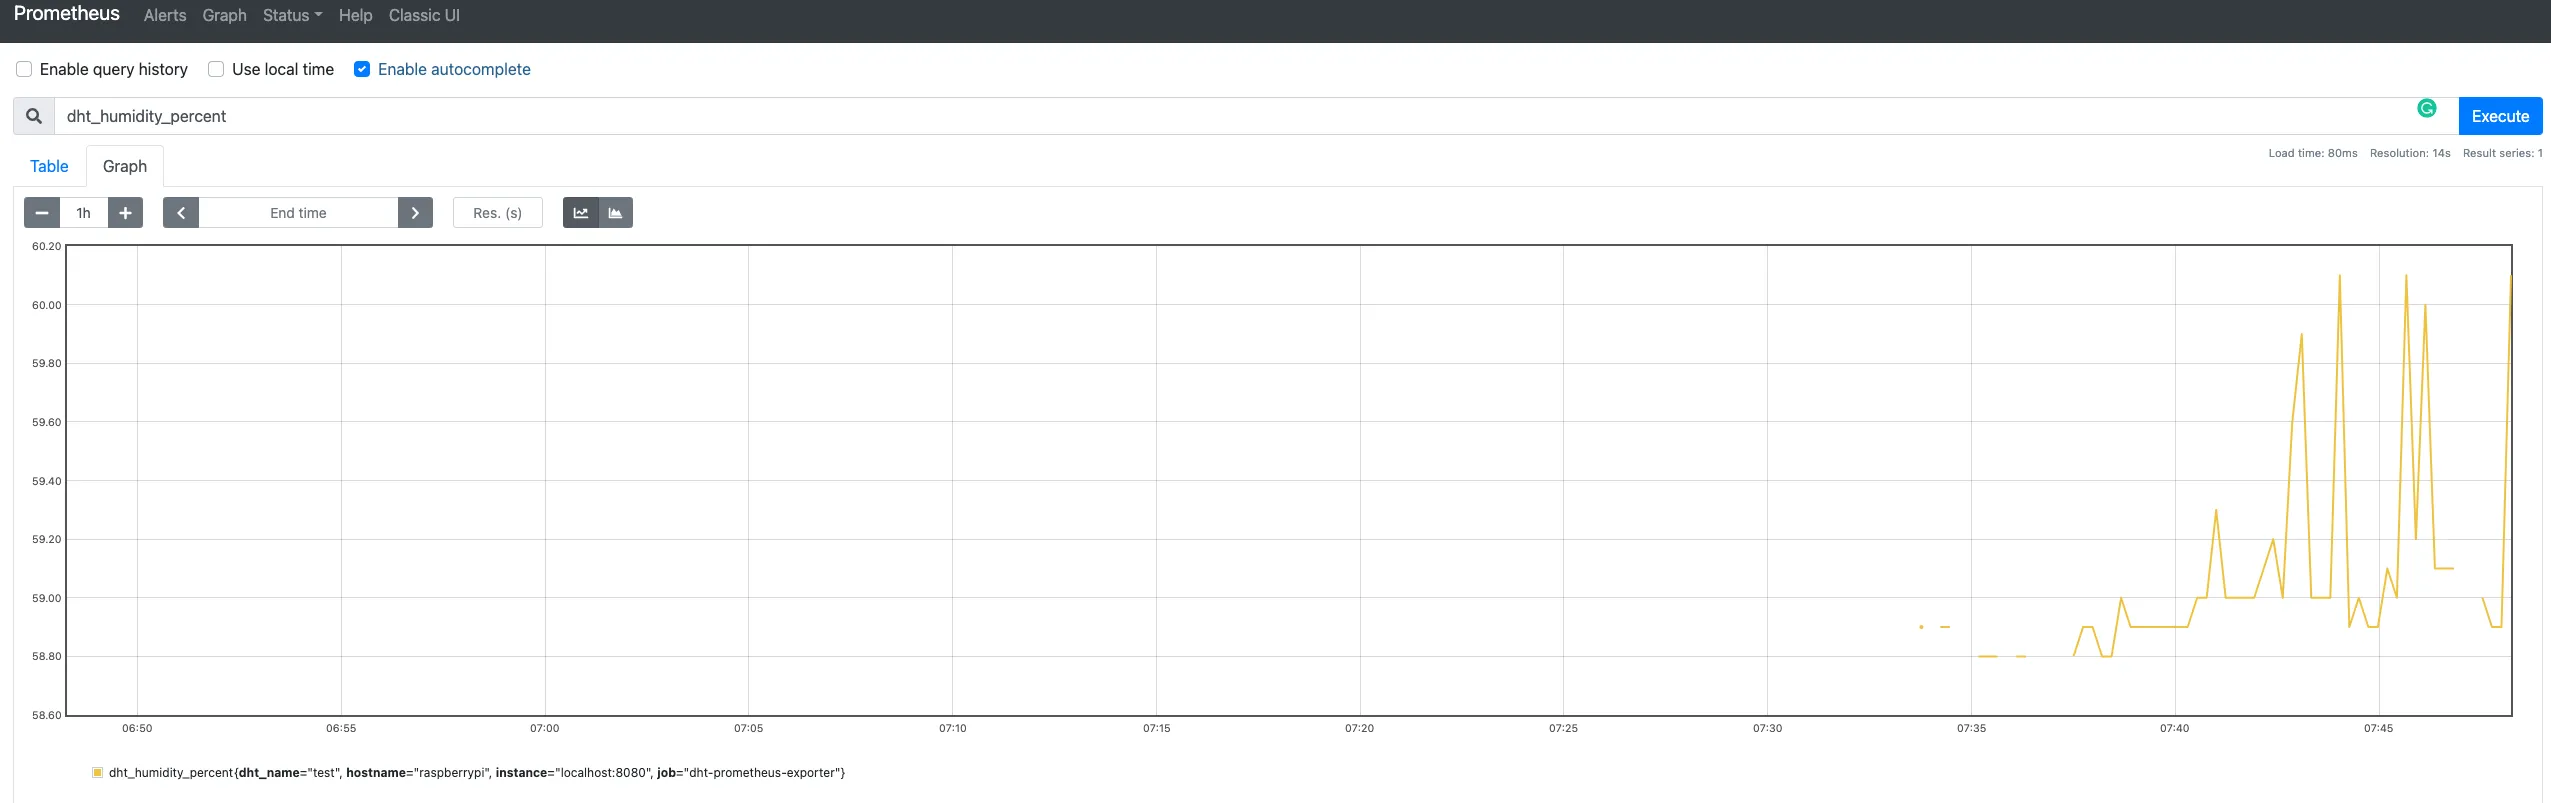 Prometheus Alerts Graph Status Help Classic UI
Enable query history Use local time Enable autocomplete
dht_humidity_percent Execute
Table Graph Load time: 80ms Resolution: 14s Result series: 1
1h End time Res. (s)
60.20
60.00
59.80
59.60
59.40
59.20
59.00
58.80
58.60
06:50 06:55 07:00 07:05 07:10 07:15 07:20 07:25 07:30 07:35 07:40 07:45
dht_humidity_percent{dht_name="test", hostname="raspberrypi", instance="localhost:8080", job="dht-prometheus-exporter"}